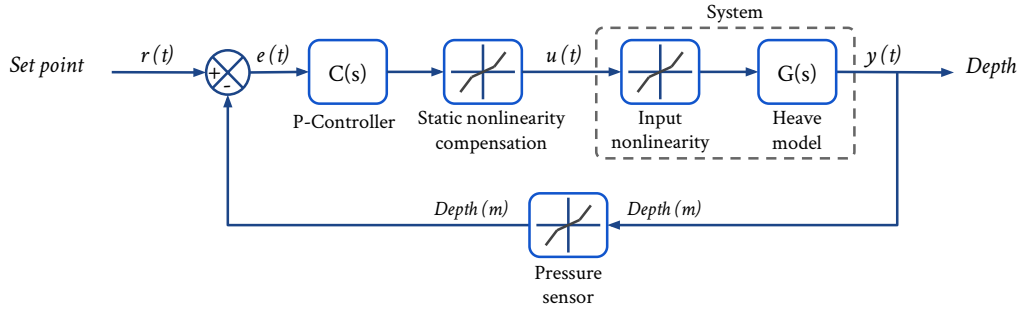 System
Set point
r (t)
+
-
e (t)
C(s)
P-Controller
Static nonlinearity
compensation
u (t)
Input
nonlinearity
G(s)
Heave
model
y (t)
Depth
Depth (m)
Depth (m)
Pressure
sensor